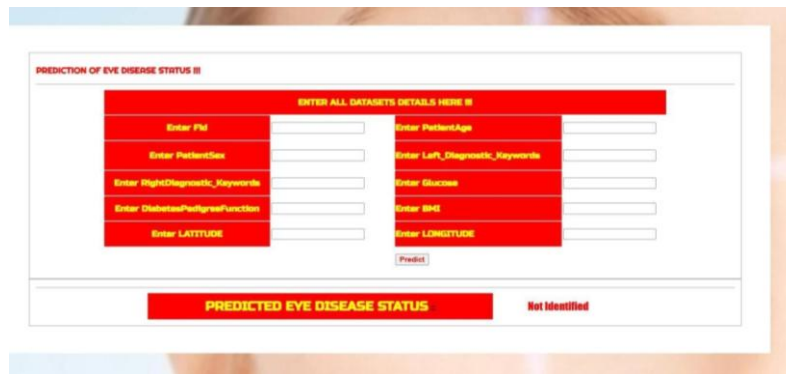 PREDICTION OF EYE DISEASE STATUS !!!
ENTER ALL DATASETS DETAILS HERE !!!
Enter Fid Enter PatientAge
Enter PatientSex Enter Left_Diagnostic_Keywords
Enter RightDiagnostic_Keywords Enter Glucose
Enter DiabetesPedigreeFunction Enter BMI
Enter LATITUDE Enter LONGITUDE
Predict
PREDICTED EYE DISEASE STATUS : Not Identified